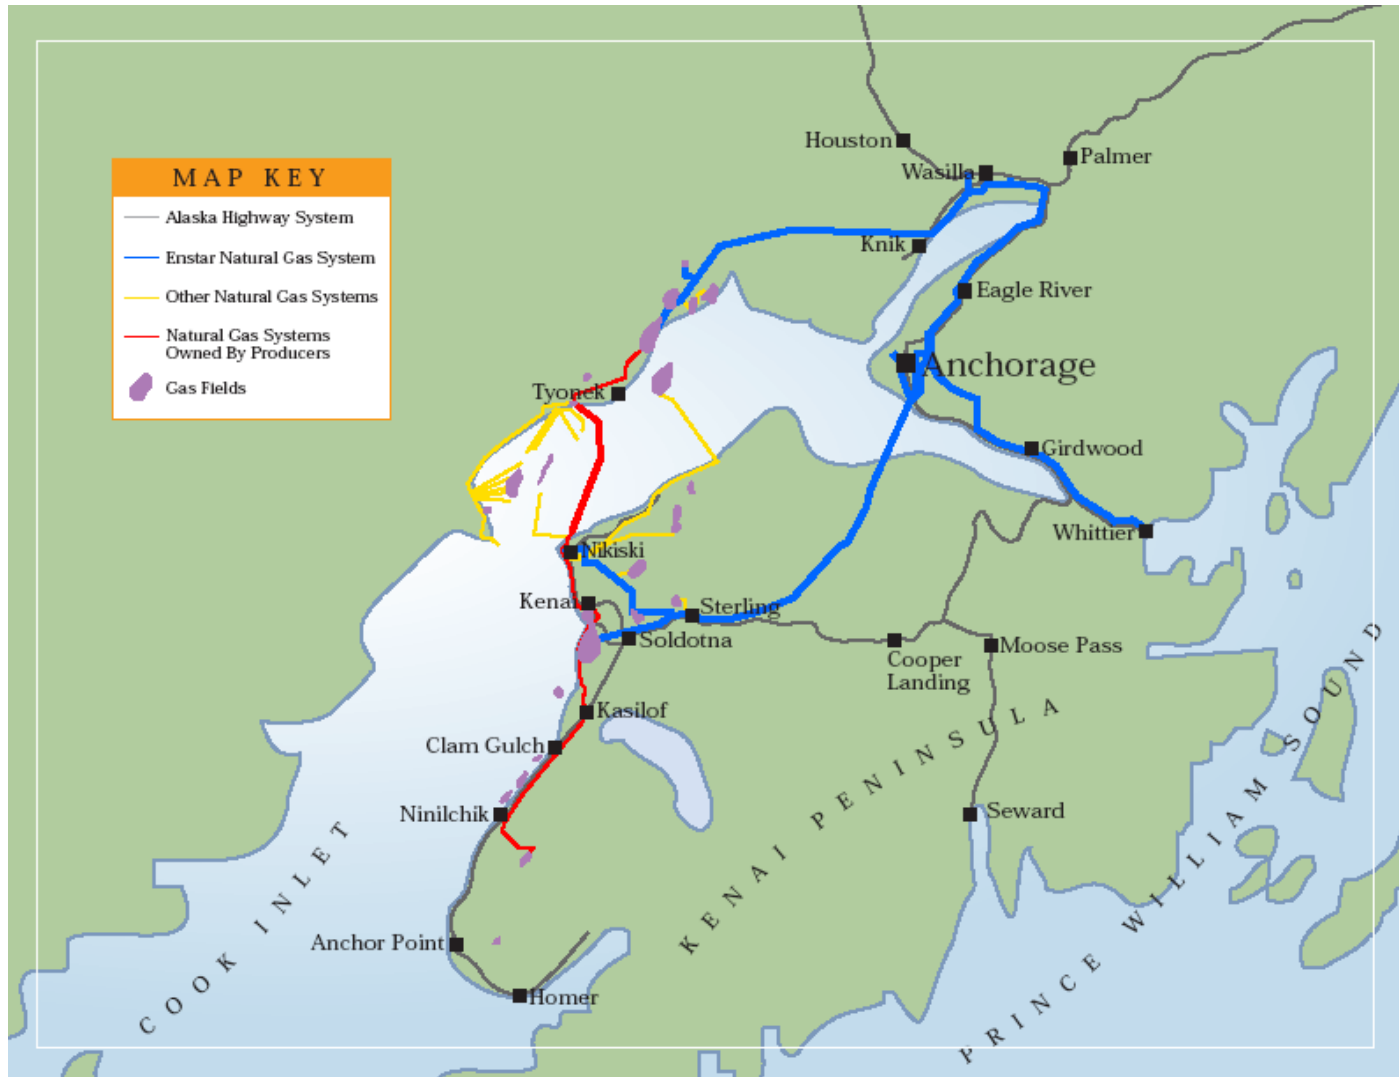 MAP KEY
Alaska Highway System
Enstar Natural Gas System
Other Natural Gas Systems
Natural Gas Systems
Owned By Producers
Gas Fields
Houston
Palmer
Wasilla
Knik
Eagle River
Anchorage
Tyonek
Girdwood
Whittier
Nikiski
Kenai
Sterling
Soldotna
Cooper
Landing
Moose Pass
Kasilof
Clam Gulch
Ninilchik
Seward
Anchor Point
Homer
COOK INLET
KENAI PENINSULA
PRINCE WILLIAM SOUND